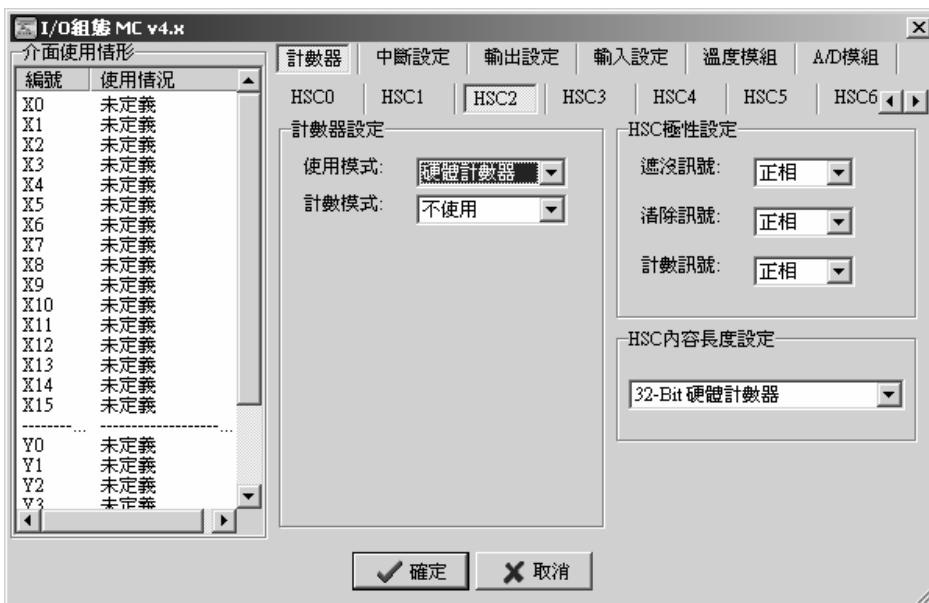 I/O組態 MC v4.x
介面使用情形
編號 使用情況
X0 未定義
X1 未定義
X2 未定義
X3 未定義
X4 未定義
X5 未定義
X6 未定義
X7 未定義
X8 未定義
X9 未定義
X10 未定義
X11 未定義
X12 未定義
X13 未定義
X14 未定義
X15 未定義
--------... ------------------...
Y0 未定義
Y1 未定義
Y2 未定義
Y3 未定義
計數器 中斷設定 輸出設定 輸入設定 溫度模組 A/D模組
HSC0 HSC1 HSC2 HSC3 HSC4 HSC5 HSC6
計數器設定
使用模式: 硬體計數器
計數模式: 不使用
HSC極性設定
遮沒訊號: 正相
清除訊號: 正相
計數訊號: 正相
HSC內容長度設定
32-Bit 硬體計數器
確定 取消